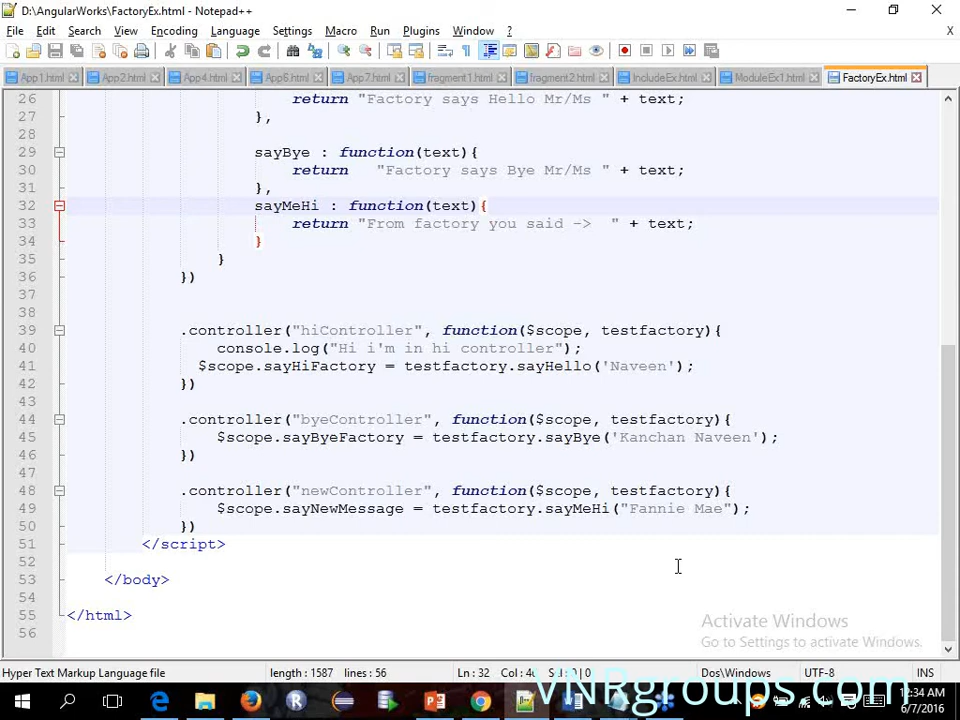 D:\AngularWorks\FactoryEx.html - Notepad++
File Edit Search View Encoding Language Settings Macro Run Plugins Window ?
X
App1.html App2.html App4.html App6.html App7.html fragment1.html fragment2.html IncludeEx.html ModuleEx1.html FactoryEx.html
26 return "Factory says Hello Mr/Ms " + text;
27 },
28
29 sayBye : function(text){
30 return "Factory says Bye Mr/Ms " + text;
31 },
32 sayMeHi : function(text){
33 return "From factory you said -> " + text;
34 }
35 }
36 })
37
38
39 .controller("hiController", function($scope, testfactory){
40 console.log("Hi i'm in hi controller");
41 $scope.sayHiFactory = testfactory.sayHello('Naveen');
42 })
43
44 .controller("byeController", function($scope, testfactory){
45 $scope.sayByeFactory = testfactory.sayBye('Kanchan Naveen');
46 })
47
48 .controller("newController", function($scope, testfactory){
49 $scope.sayNewMessage = testfactory.sayMeHi("Fannie Mae");
50 })
51 </script>
52
53 </body>
54
55 </html>
56
Activate Windows
Go to Settings to activate Windows.
Hyper Text Markup Language file length : 1587 lines : 56 Ln : 32 Sel : 0 | 0 Dos\Windows UTF-8 INS
VNRgroups.com
12:34 AM
6/7/2016